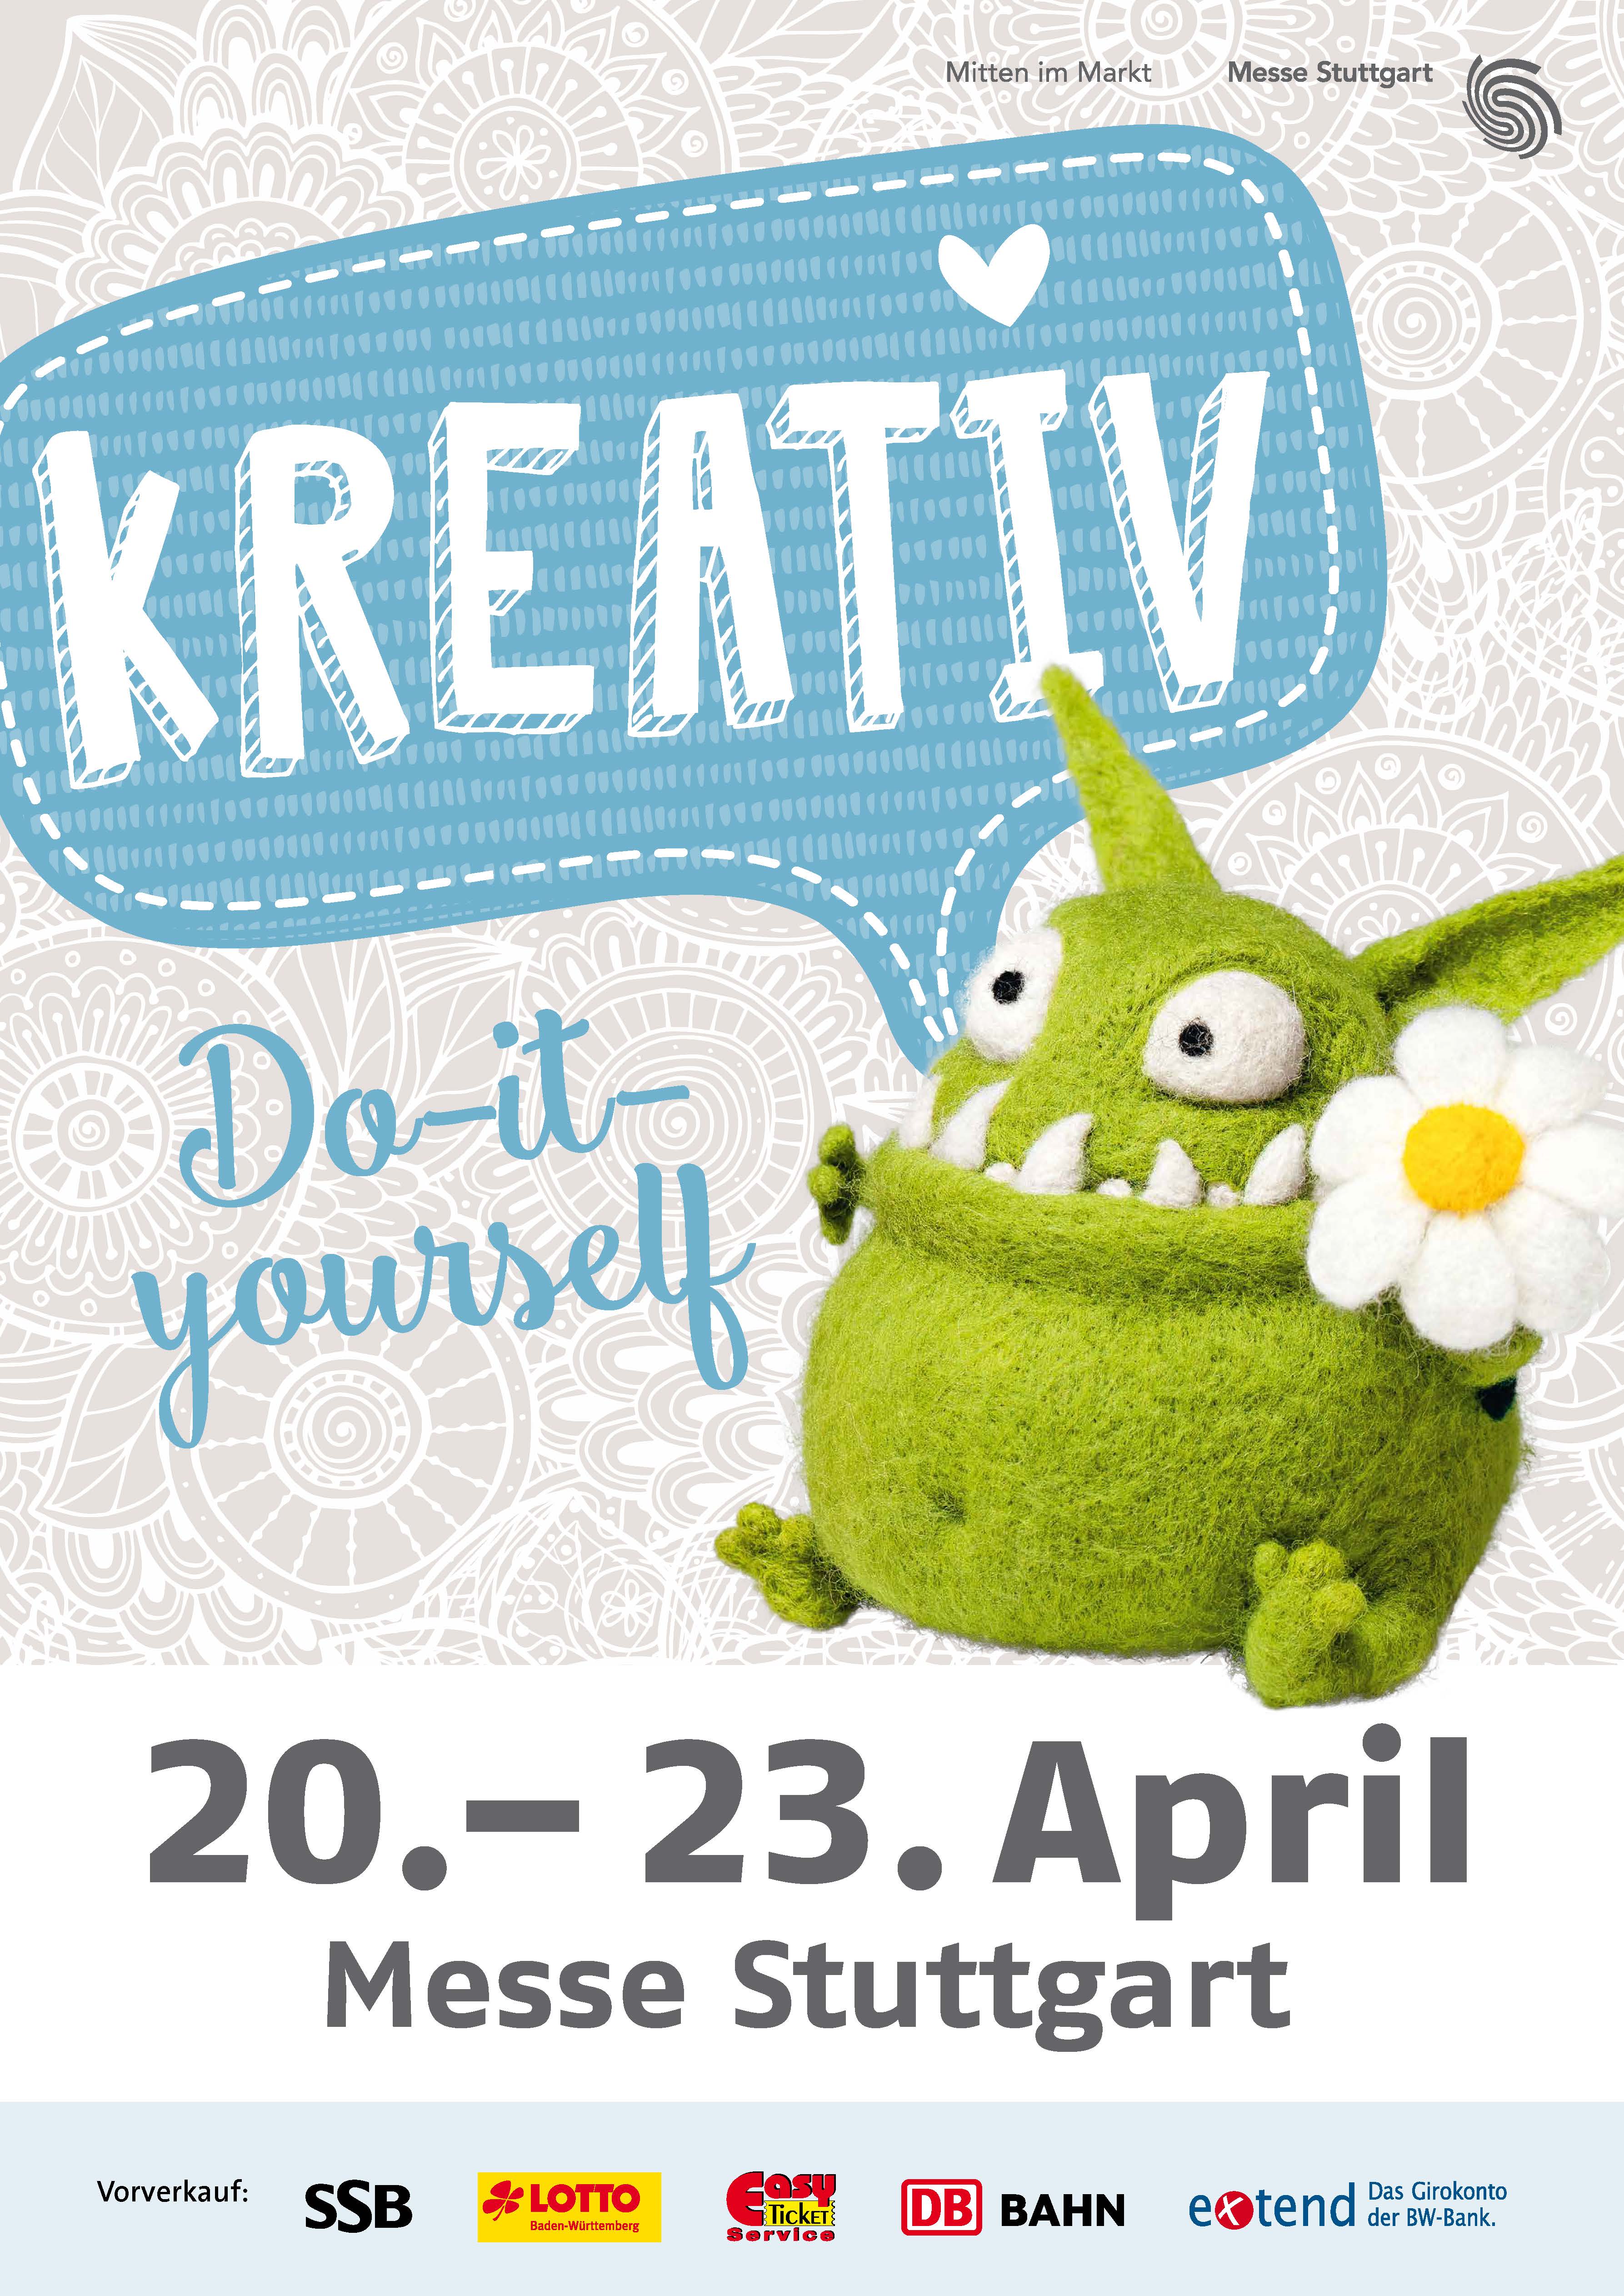 Mitten im Markt Messe Stuttgart
KREATIV
Do-it-
yourself
20.– 23. April
Messe Stuttgart
Vorverkauf: SSB LOTTO Baden-Württemberg Easy Ticket Service DB BAHN extend Das Girokonto der BW-Bank.